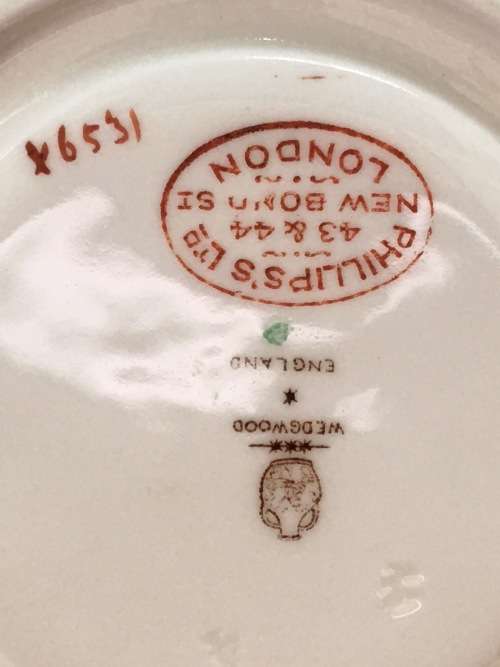 WEDGWOOD
ENGLAND
PHILLIPS'S LTD
43 & 44
NEW BOND ST
LONDON
X6531